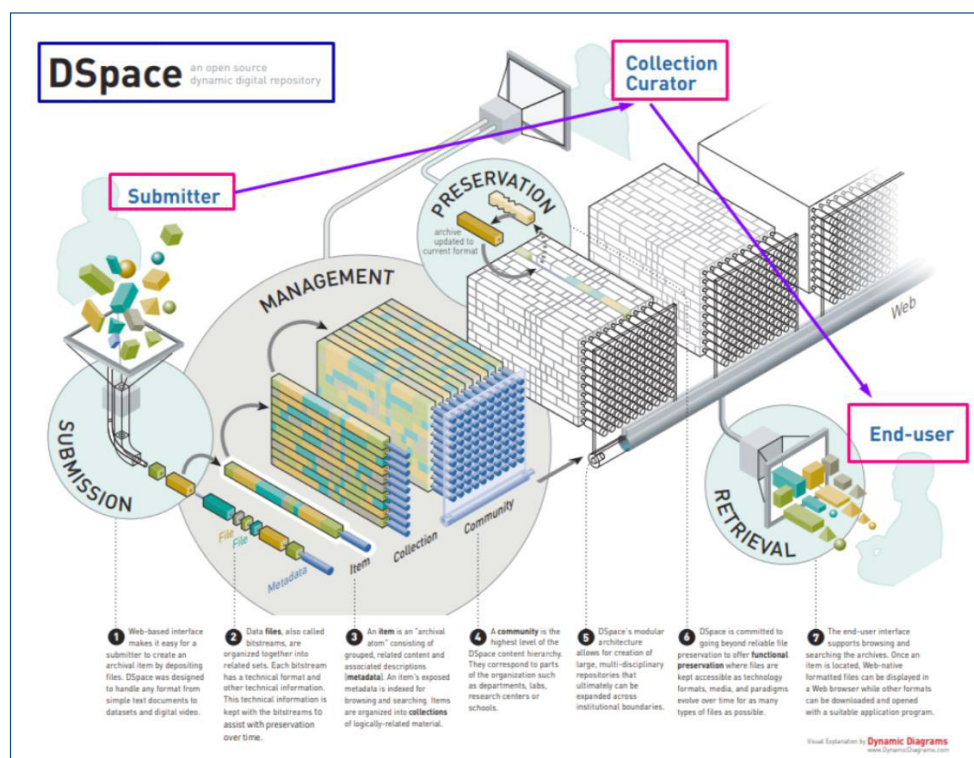 DSpace
an open source
dynamic digital repository
Collection
Curator
Submitter
PRESERVATION
archive
updated to
current format
MANAGEMENT
Web
End-user
SUBMISSION
RETRIEVAL
File
File
Metadata
Item
Collection
Community
1 Web-based interface
makes it easy for a
submitter to create an
archival item by depositing
files. DSpace was designed
to handle any format from
simple text documents to
datasets and digital video.
2 Data files, also called
bitstreams, are
organized together into
related sets. Each bitstream
has a technical format and
other technical information.
This technical information is
kept with the bitstreams to
assist with preservation
over time.
3 An item is an "archival
atom" consisting of
grouped, related content and
associated descriptions
(metadata). An item's exposed
metadata is indexed for
browsing and searching. Items
are organized into collections
of logically-related material.
4 A community is the
highest level of the
DSpace content hierarchy.
They correspond to parts
of the organization such
as departments, labs,
research centers or
schools.
5 DSpace's modular
architecture
allows for creation of
large, multi-disciplinary
repositories that
ultimately can be
expanded across
institutional boundaries.
6 DSpace is committed to
going beyond reliable file
preservation to offer functional
preservation where files are
kept accessible as technology
formats, media, and paradigms
evolve over time for as many
types of files as possible.
7 The end-user interface
supports browsing and
searching the archives. Once
an item is located, Web-native
formatted files can be displayed
in a Web browser while other formats
can be downloaded and opened
with a suitable application program.
Visual Explanation by Dynamic Diagrams
www.DynamicDiagrams.com